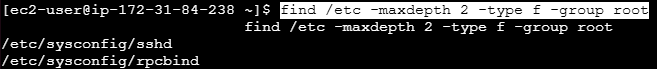 [ec2-user@ip-172-31-84-238 ~]$ find /etc -maxdepth 2 -type f -group root
find /etc -maxdepth 2 -type f -group root
/etc/sysconfig/sshd
/etc/sysconfig/rpcbind